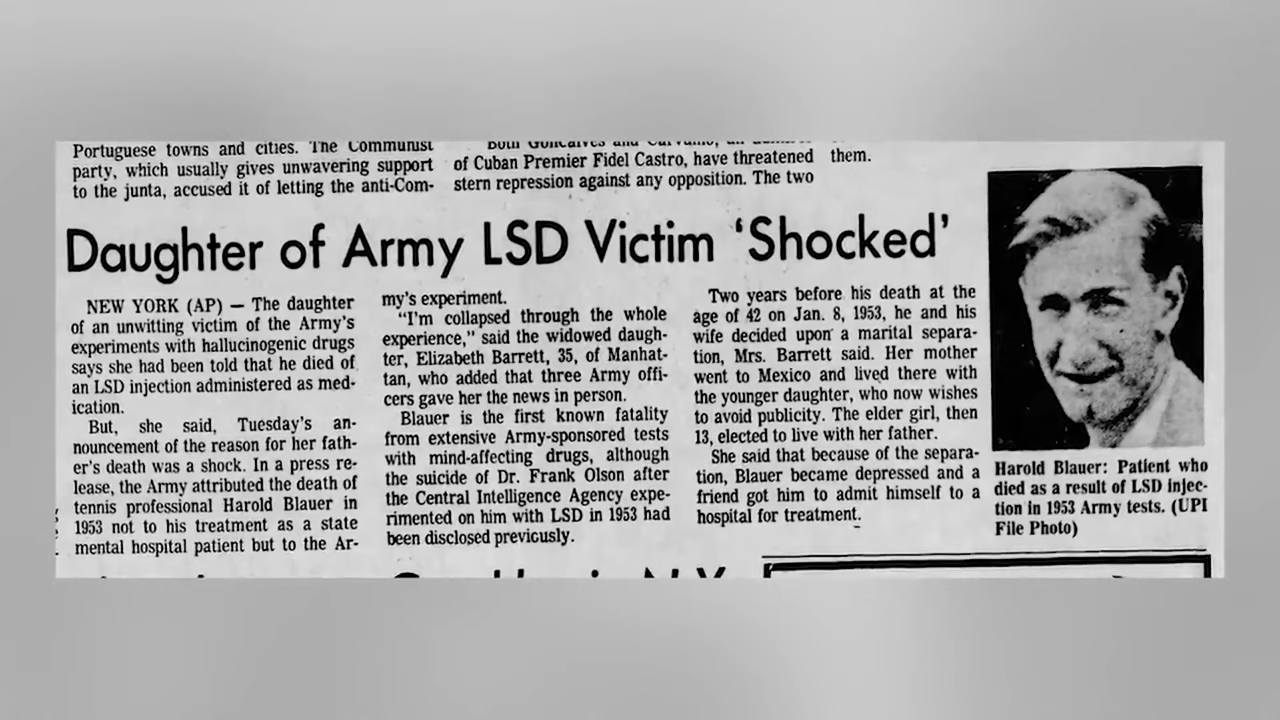 Portuguese towns and cities. The Communist
party, which usually gives unwavering support
to the junta, accused it of letting the anti-Com-
Both Goncalves and Carvalho,
of Cuban Premier Fidel Castro, have threatened
stern repression against any opposition. The two
them.
Daughter of Army LSD Victim 'Shocked'
NEW YORK (AP) — The daughter
of an unwitting victim of the Army's
experiments with hallucinogenic drugs
says she had been told that he died of
an LSD injection administered as med-
ication.
But, she said, Tuesday's an-
nouncement of the reason for her fath-
er's death was a shock. In a press re-
lease, the Army attributed the death of
tennis professional Harold Blauer in
1953 not to his treatment as a state
mental hospital patient but to the Ar-
my's experiment.
"I'm collapsed through the whole
experience," said the widowed daugh-
ter, Elizabeth Barrett, 35, of Manhat-
tan, who added that three Army offi-
cers gave her the news in person.
Blauer is the first known fatality
from extensive Army-sponsored tests
with mind-affecting drugs, although
the suicide of Dr. Frank Olson after
the Central Intelligence Agency expe-
rimented on him with LSD in 1953 had
been disclosed previously.
Two years before his death at the
age of 42 on Jan. 8, 1953, he and his
wife decided upon a marital separa-
tion, Mrs. Barrett said. Her mother
went to Mexico and lived there with
the younger daughter, who now wishes
to avoid publicity. The elder girl, then
13, elected to live with her father.
She said that because of the separa-
tion, Blauer became depressed and a
friend got him to admit himself to a
hospital for treatment.
Harold Blauer: Patient who
died as a result of LSD injec-
tion in 1953 Army tests. (UPI
File Photo)